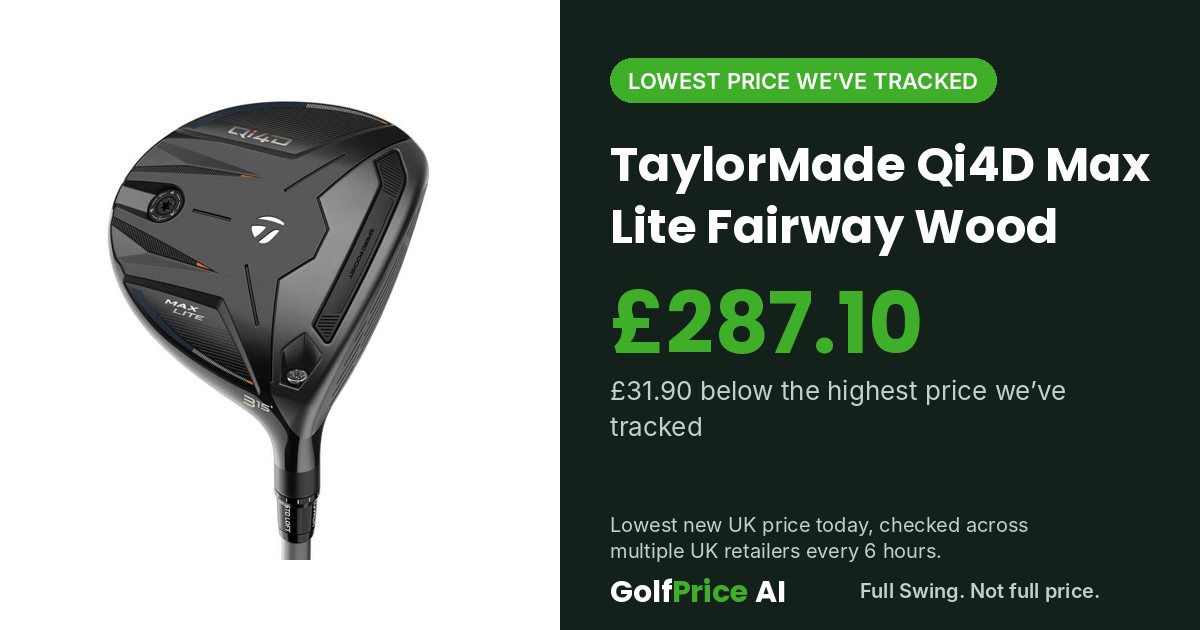 Qi4D
SPEED POCKET
MAX
LITE
3 15°
STD LOFT
LOWEST PRICE WE’VE TRACKED
TaylorMade Qi4D Max
Lite Fairway Wood
£287.10
£31.90 below the highest price we’ve
tracked
Lowest new UK price today, checked across
multiple UK retailers every 6 hours.
GolfPrice AI
Full Swing. Not full price.